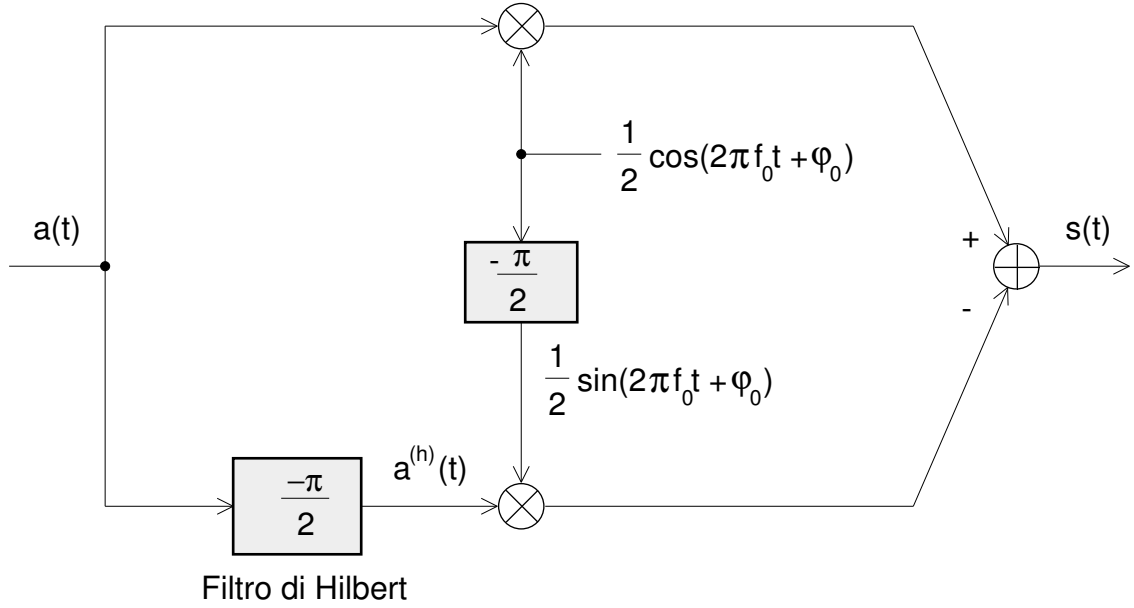 1/2 cos(2πf₀t + φ₀)
a(t)
+
s(t)
- π/2
-
1/2 sin(2πf₀t + φ₀)
a⁽ʰ⁾(t)
−π/2
Filtro di Hilbert